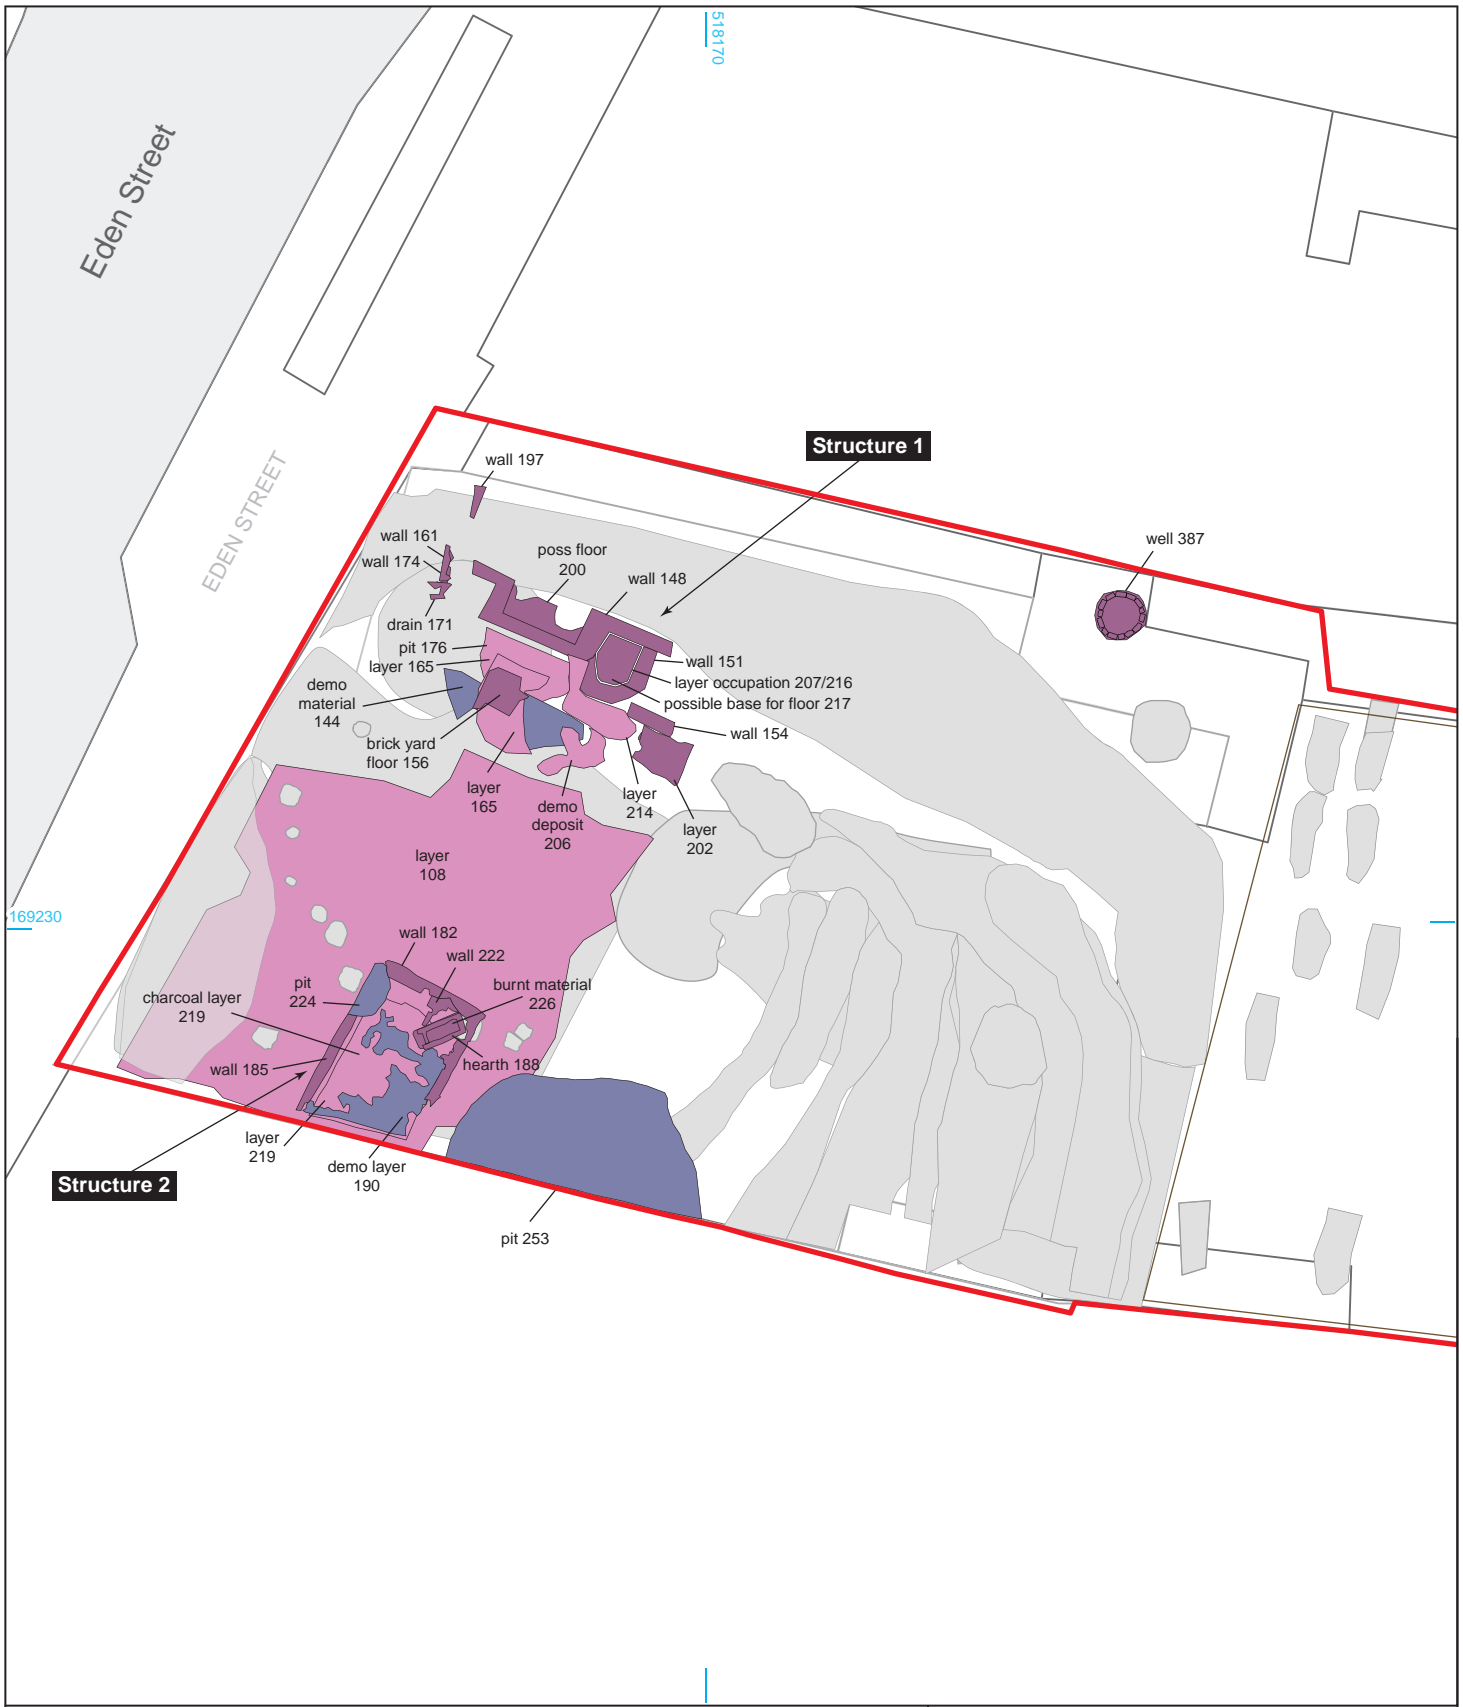 518170
Eden Street
Structure 1
wall 197
EDEN STREET
wall 161
wall 174
poss floor
200
wall 148
well 387
drain 171
pit 176
layer 165
wall 151
layer occupation 207/216
possible base for floor 217
demo
material
144
wall 154
brick yard
floor 156
layer
165
demo
deposit
206
layer
214
layer
202
layer
108
169230
wall 182
wall 222
pit
224
burnt material
226
charcoal layer
219
hearth 188
wall 185
layer
219
demo layer
190
Structure 2
pit 253